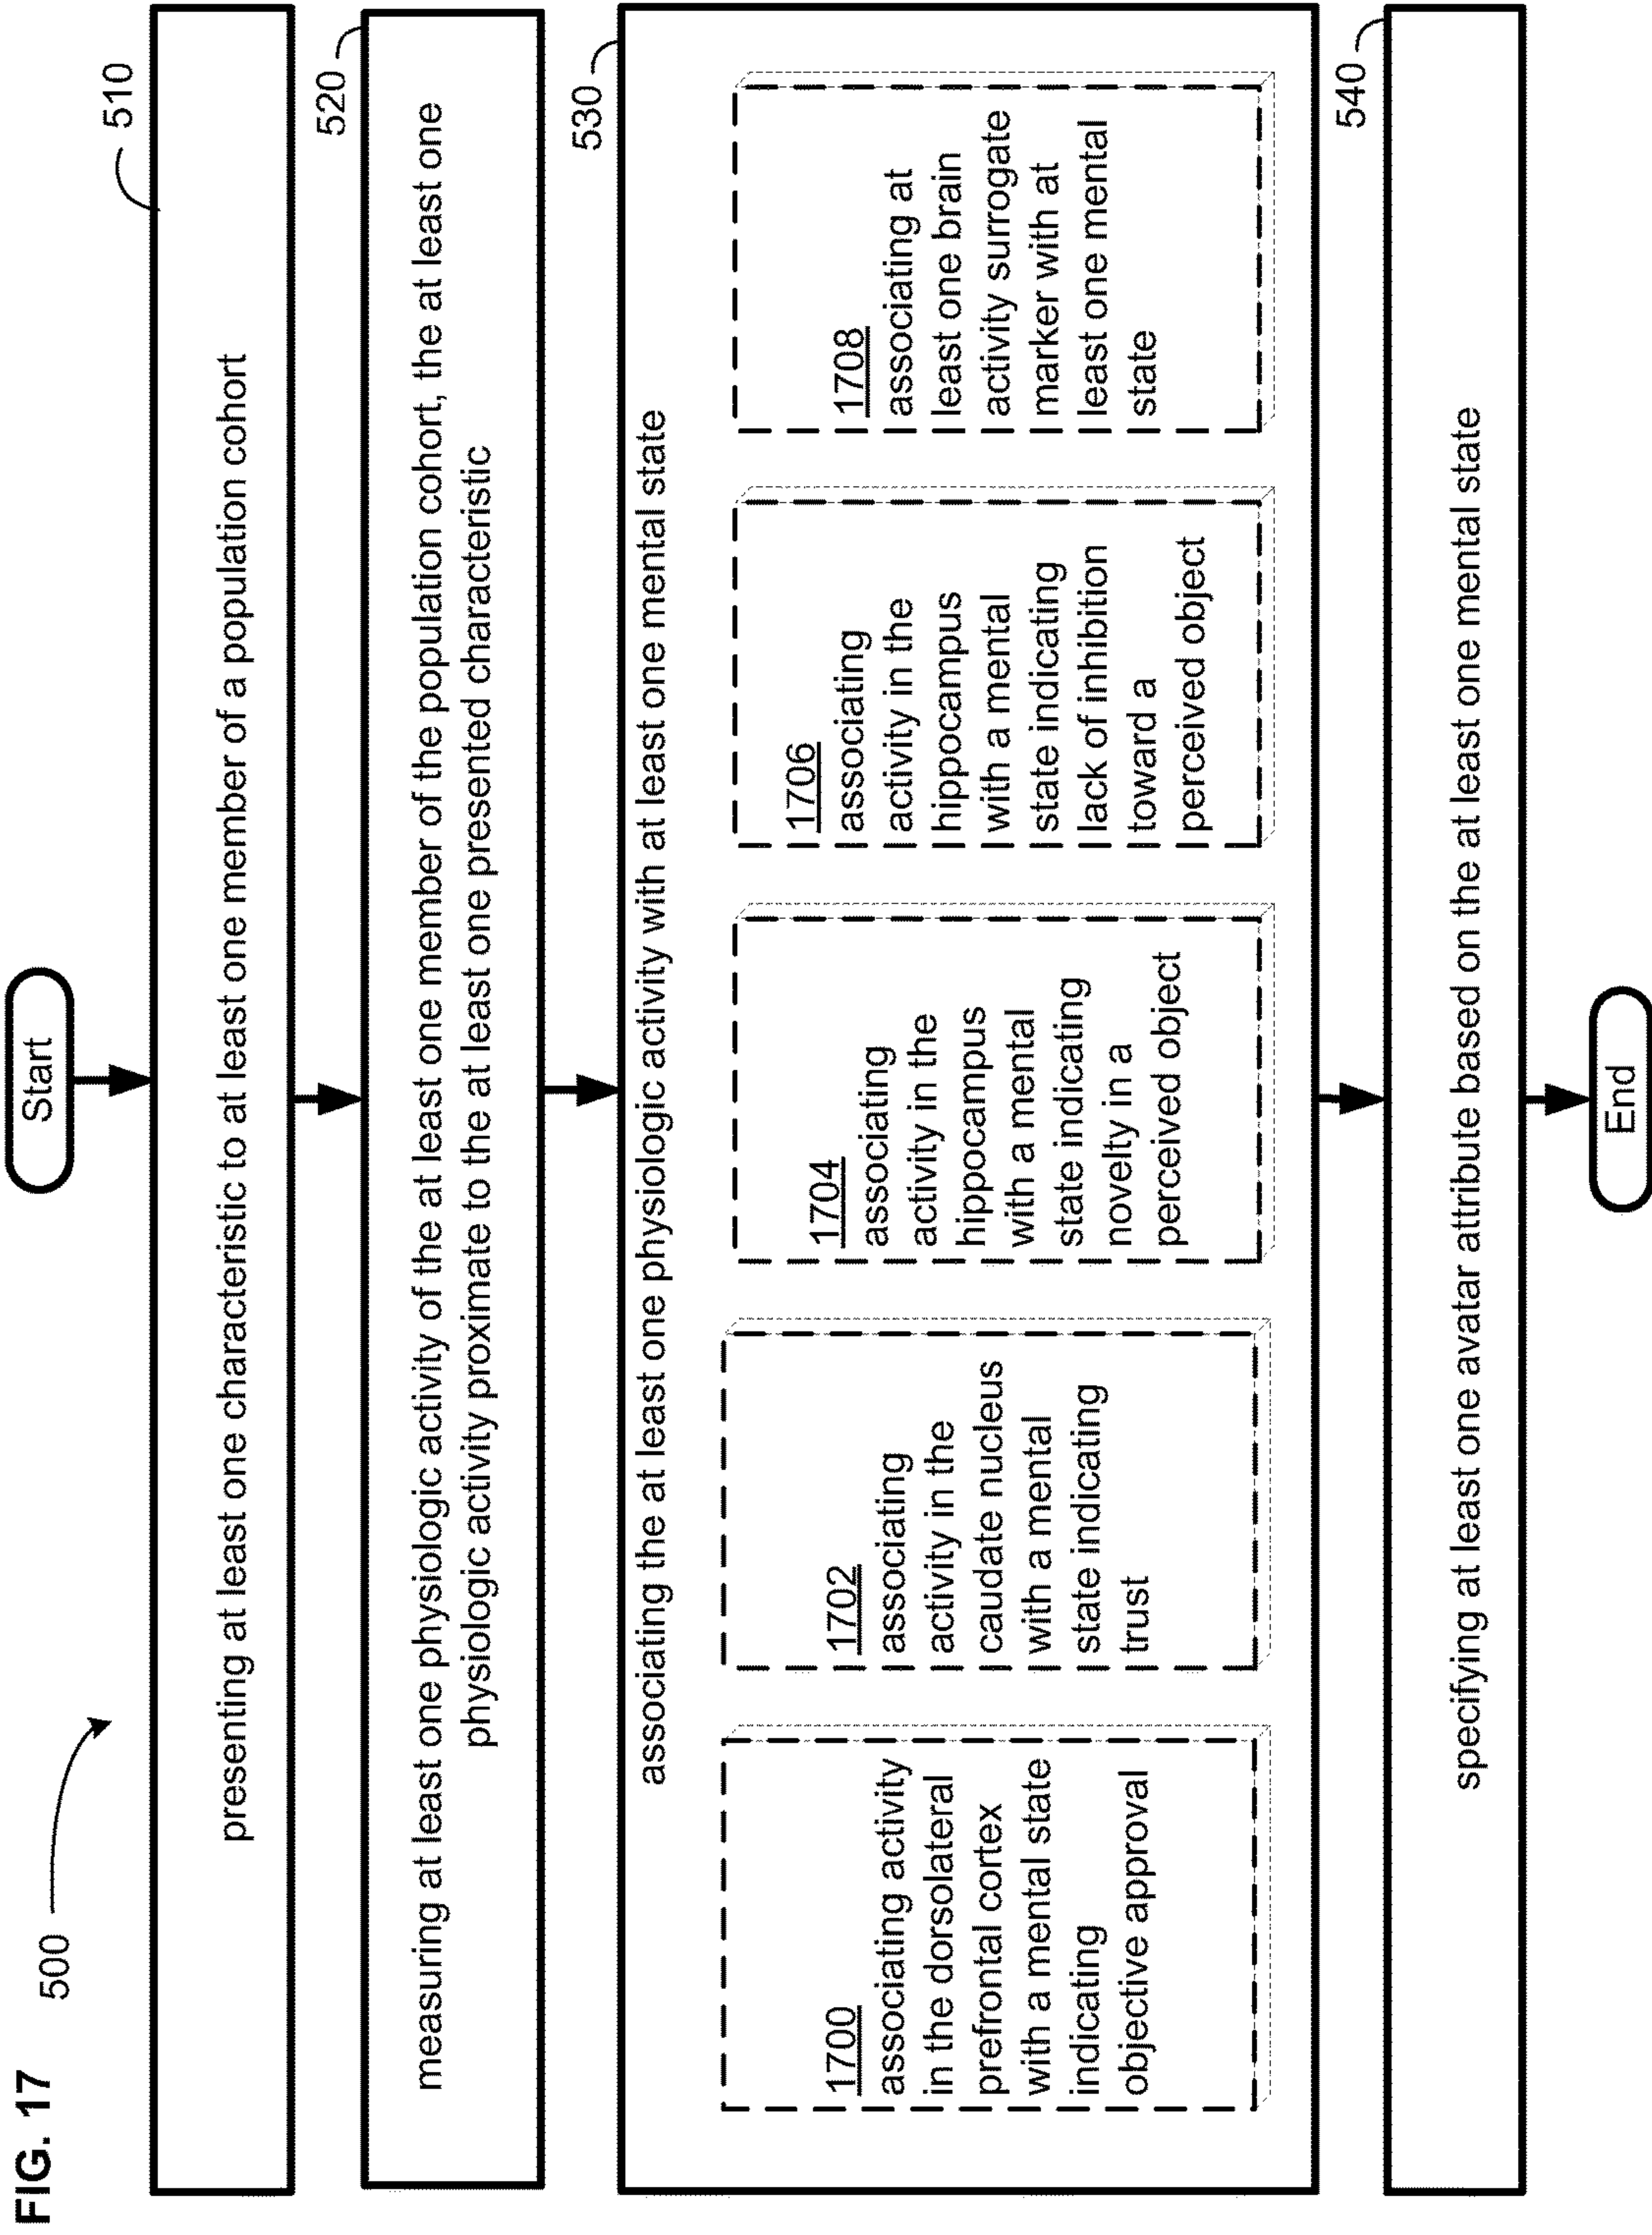 FIG. 17
500
Start
510
presenting at least one characteristic to at least one member of a population cohort
520
measuring at least one physiologic activity of the at least one member of the population cohort, the at least one
physiologic activity proximate to the at least one presented characteristic
530
associating the at least one physiologic activity with at least one mental state
1700
associating activity
in the dorsolateral
prefrontal cortex
with a mental state
indicating
objective approval
1702
associating
activity in the
caudate nucleus
with a mental
state indicating
trust
1704
associating
activity in the
hippocampus
with a mental
state indicating
novelty in a
perceived object
1706
associating
activity in the
hippocampus
with a mental
state indicating
lack of inhibition
toward a
perceived object
1708
associating at
least one brain
activity surrogate
marker with at
least one mental
state
540
specifying at least one avatar attribute based on the at least one mental state
End